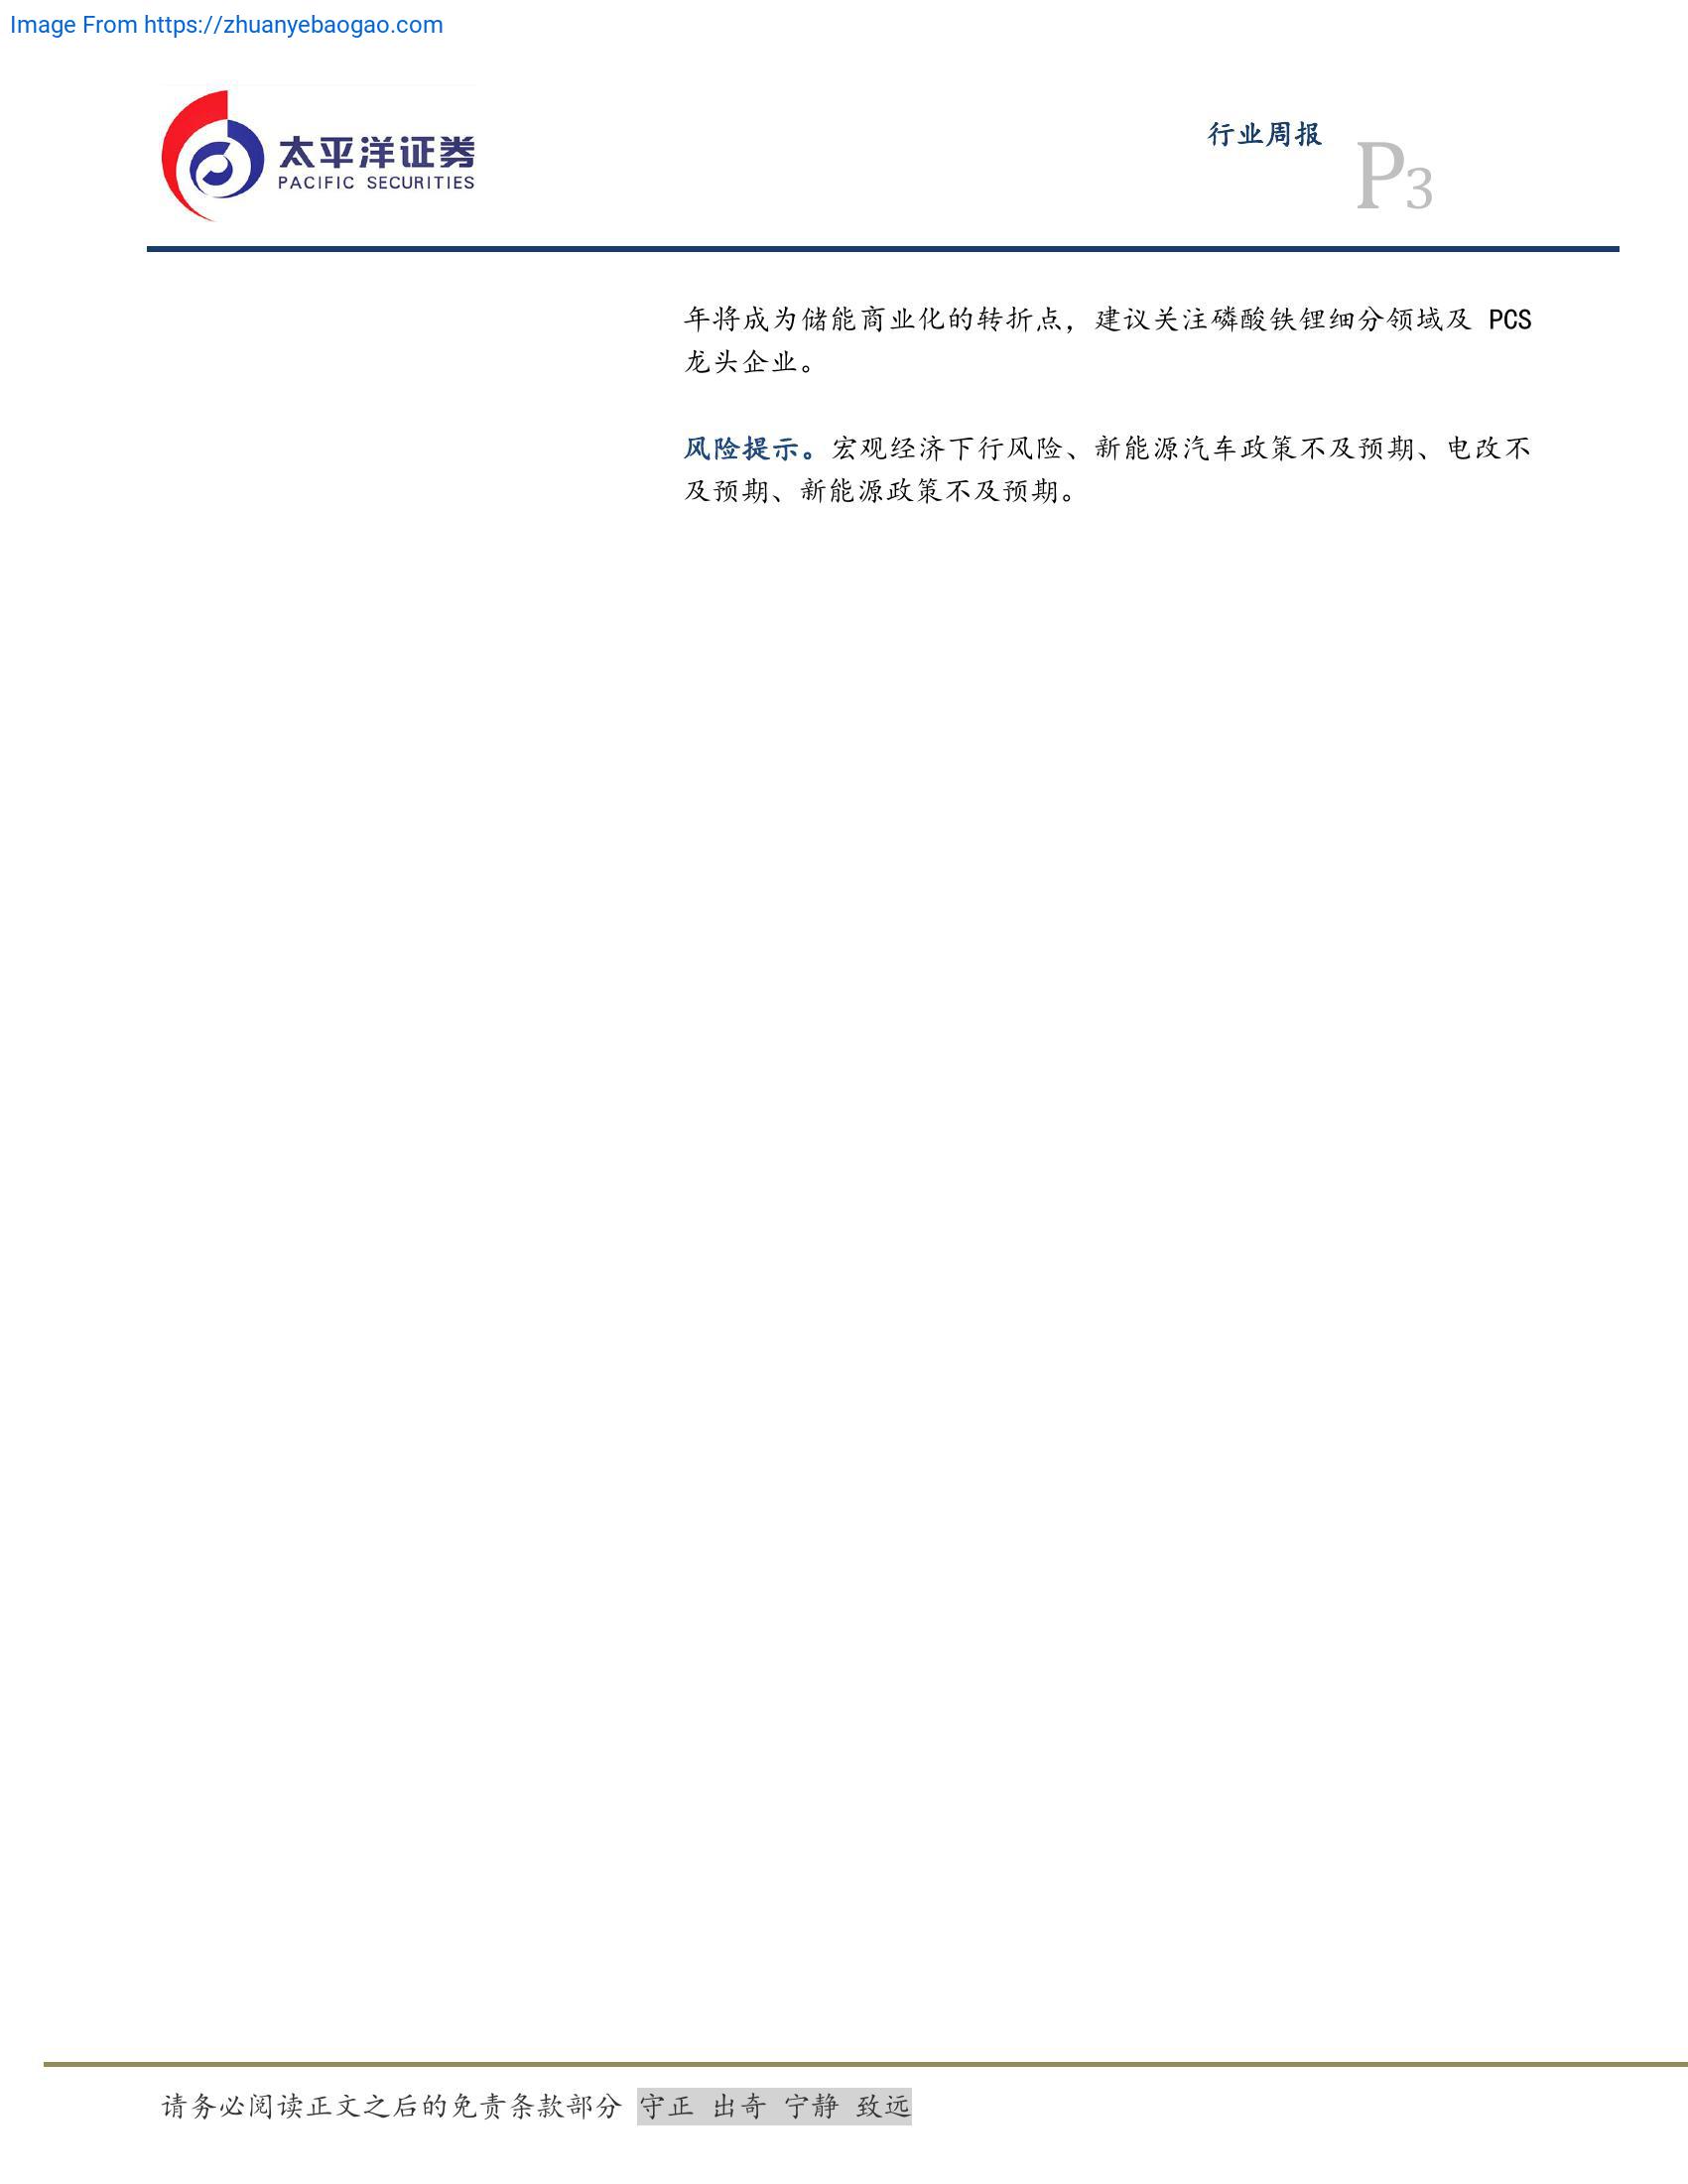 Image From https://zhuanyebaogao.com
太平洋证券
PACIFIC SECURITIES
行业周报
P3
年将成为储能商业化的转折点，建议关注磷酸铁锂细分领域及 PCS
龙头企业。
风险提示。宏观经济下行风险、新能源汽车政策不及预期、电改不
及预期、新能源政策不及预期。
请务必阅读正文之后的免责条款部分 守正 出奇 宁静 致远